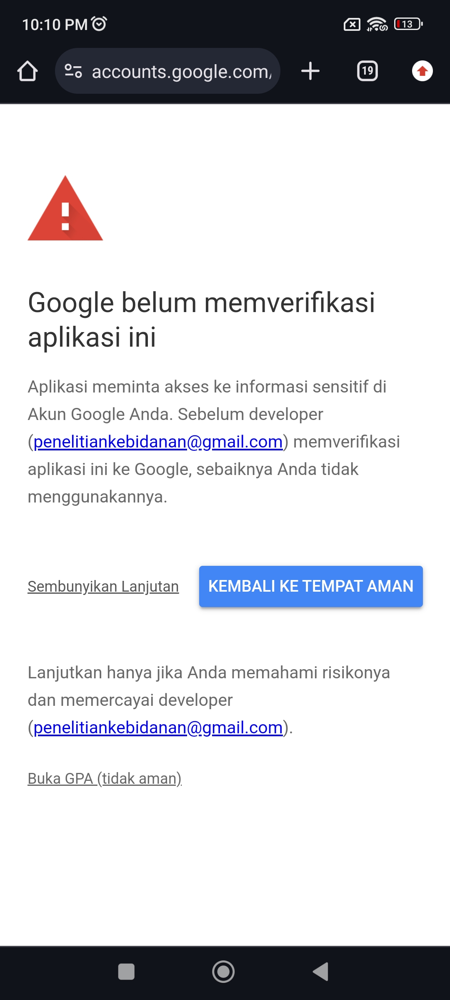 10:10 PM
13
accounts.google.com/
19
Google belum memverifikasi
aplikasi ini
Aplikasi meminta akses ke informasi sensitif di
Akun Google Anda. Sebelum developer
(penelitiankebidanan@gmail.com) memverifikasi
aplikasi ini ke Google, sebaiknya Anda tidak
menggunakannya.
Sembunyikan Lanjutan
KEMBALI KE TEMPAT AMAN
Lanjutkan hanya jika Anda memahami risikonya
dan memercayai developer
(penelitiankebidanan@gmail.com).
Buka GPA (tidak aman)